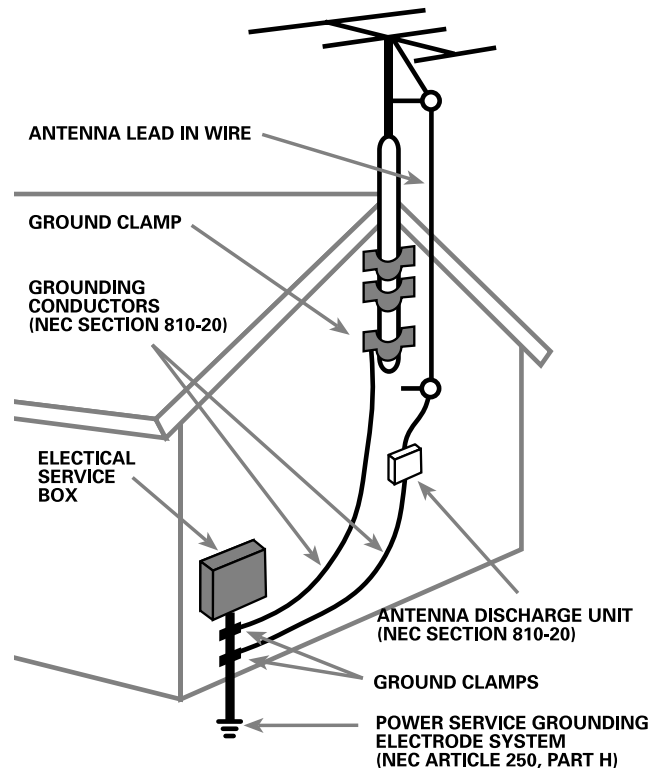 ANTENNA LEAD IN WIRE
GROUND CLAMP
GROUNDING
CONDUCTORS
(NEC SECTION 810-20)
ELECTICAL
SERVICE
BOX
ANTENNA DISCHARGE UNIT
(NEC SECTION 810-20)
GROUND CLAMPS
POWER SERVICE GROUNDING
ELECTRODE SYSTEM
(NEC ARTICLE 250, PART H)